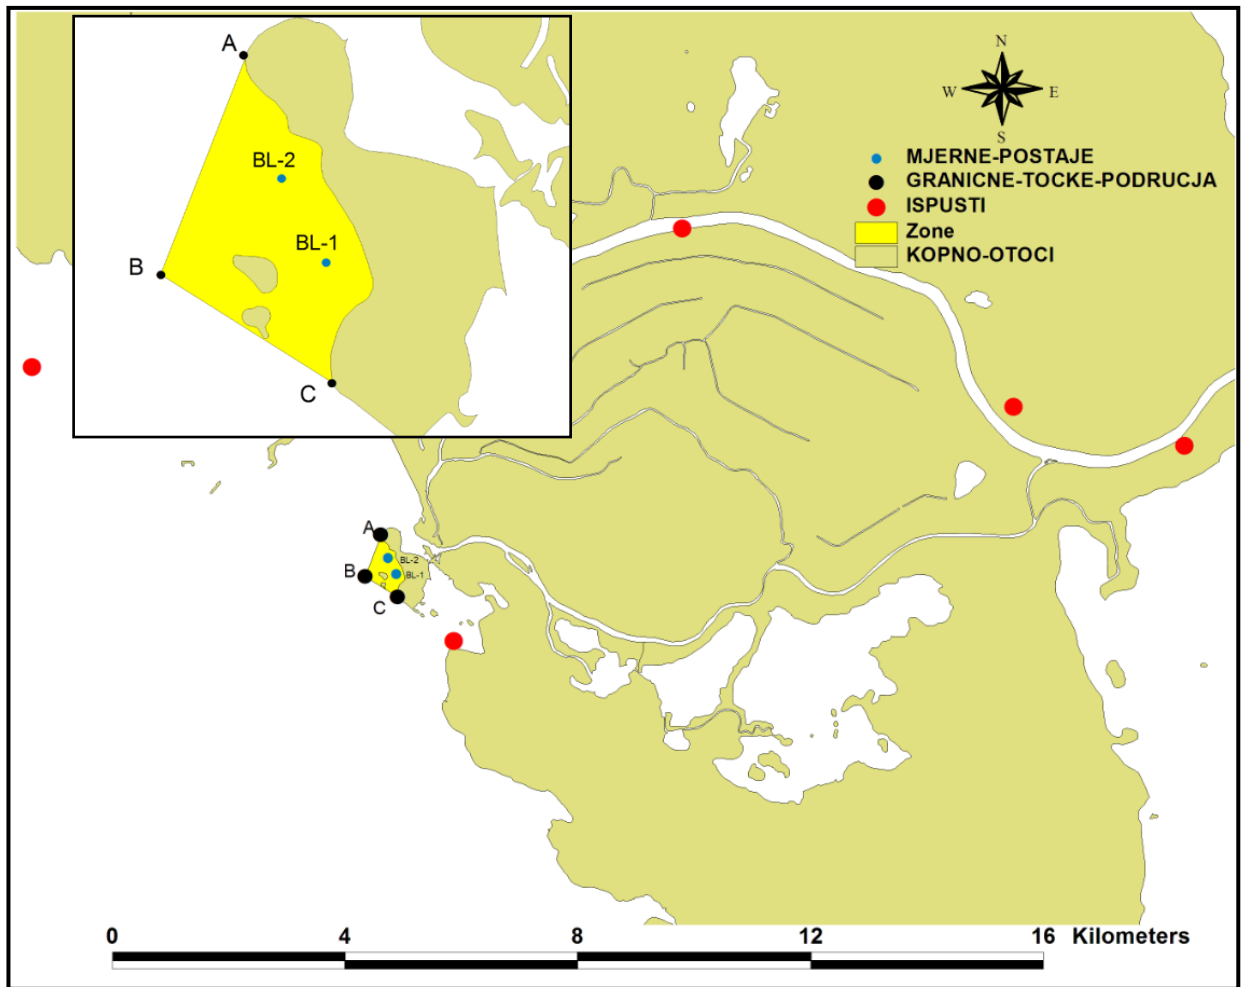 A
BL-2
BL-1
B
C
N
W
E
S
MJERNE-POSTAJE
GRANICNE-TOCKE-PODRUCJA
ISPUSTI
Zone
KOPNO-OTOCI
A
BL-2
B
BL-1
C
0 4 8 12 16 Kilometers